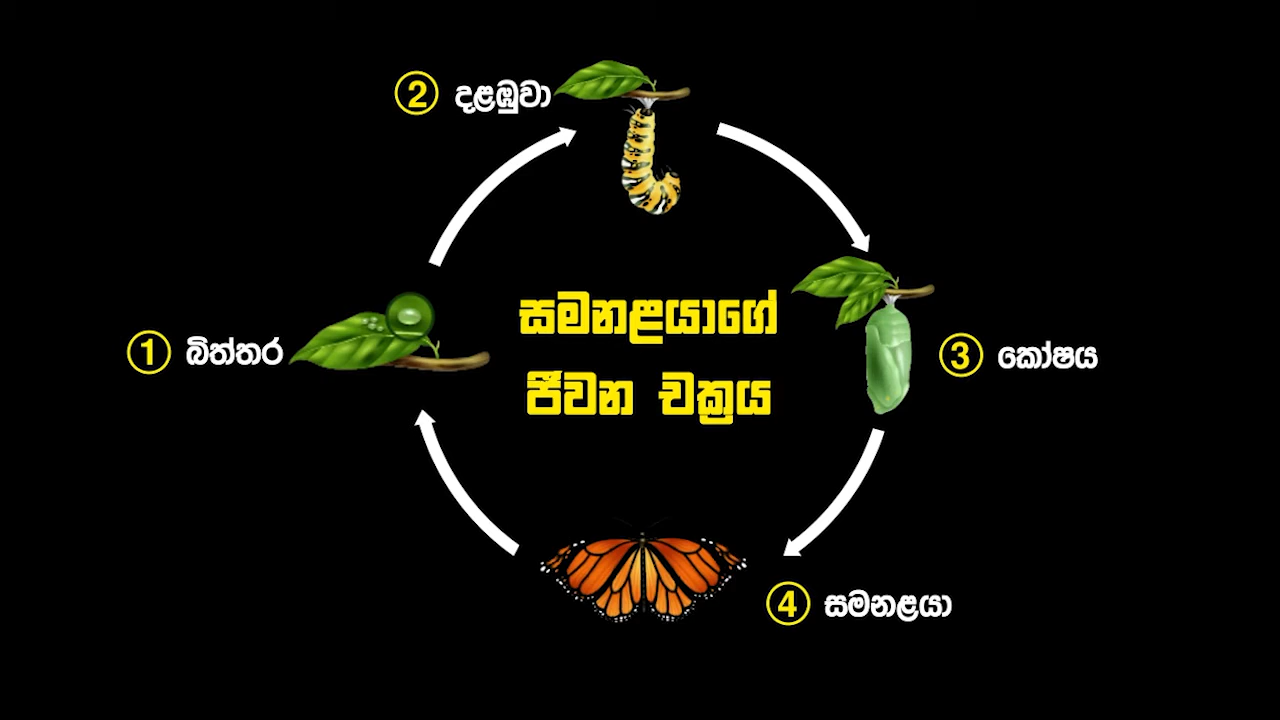 ② දළඹුවා
සමනළයාගේ
ජීවන චක්‍රය
① බිත්තර
③ කෝෂය
④ සමනළයා